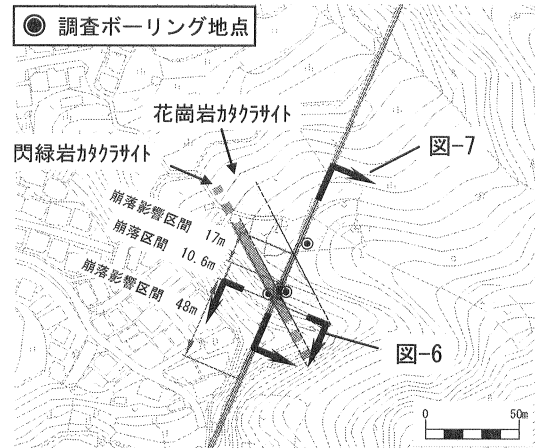 調査ボーリング地点
花崗岩カタクラサイト
閃緑岩カタクラサイト
図-7
崩落影響区間 17m
崩落区間 10.6m
崩落影響区間 48m
図-6
0 50m